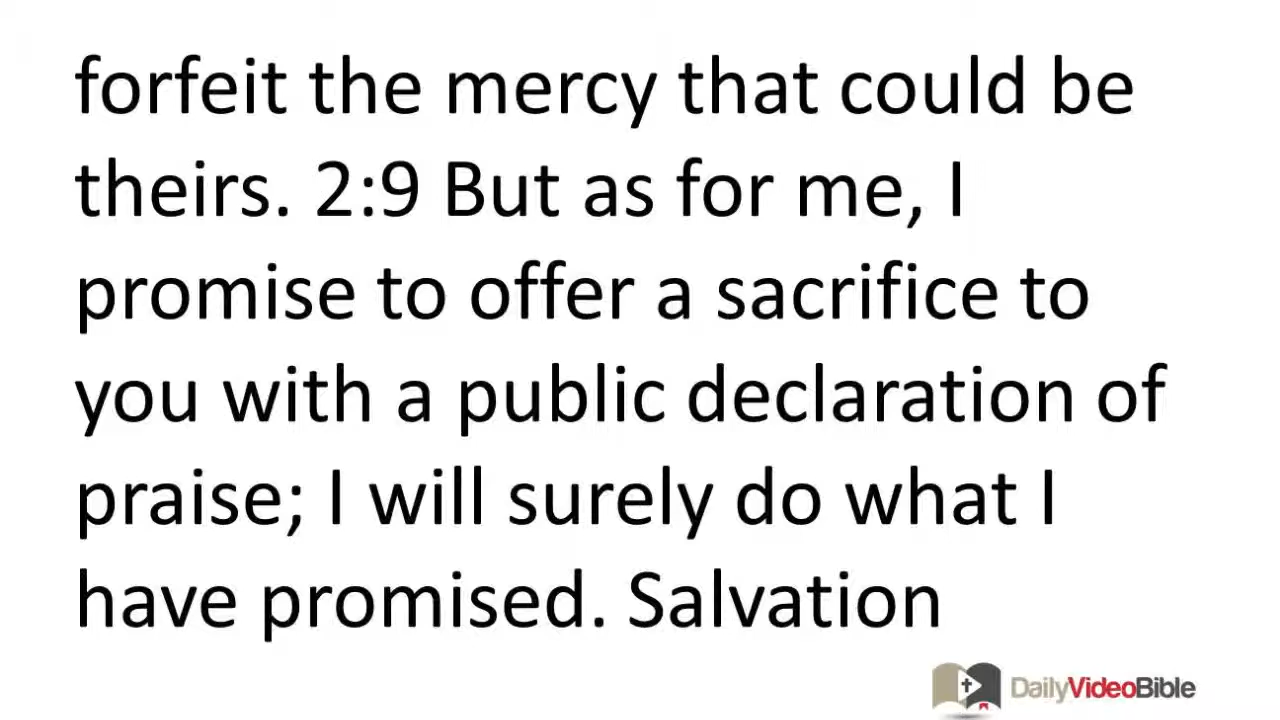 forfeit the mercy that could be
theirs. 2:9 But as for me, I
promise to offer a sacrifice to
you with a public declaration of
praise; I will surely do what I
have promised. Salvation
DailyVideoBible